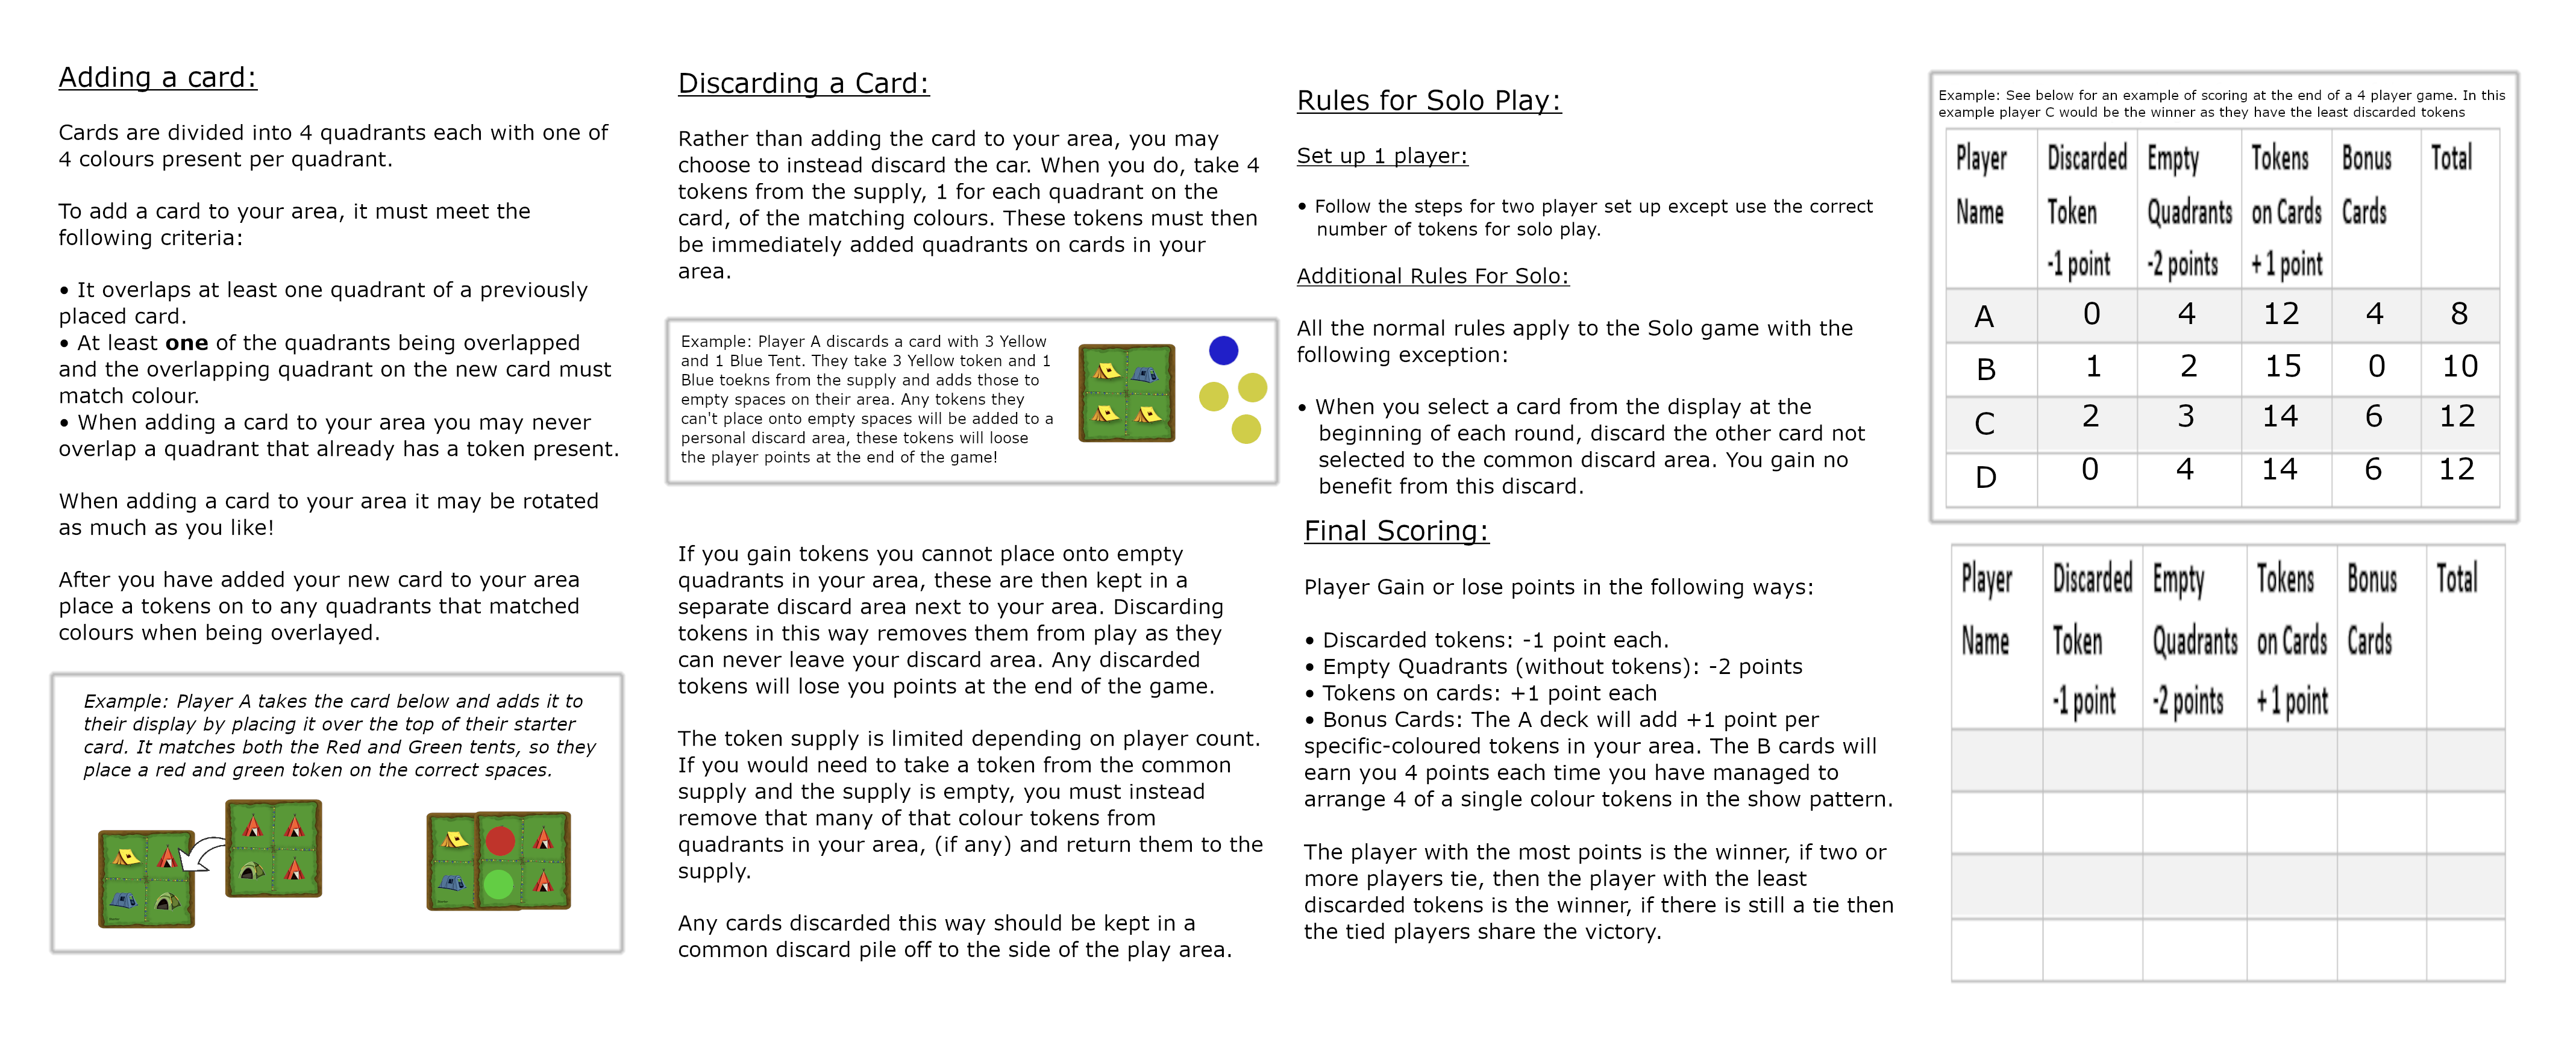 Adding a card:
Cards are divided into 4 quadrants each with one of
4 colours present per quadrant.
To add a card to your area, it must meet the
following criteria:
• It overlaps at least one quadrant of a previously
placed card.
• At least one of the quadrants being overlapped
and the overlapping quadrant on the new card must
match colour.
• When adding a card to your area you may never
overlap a quadrant that already has a token present.
When adding a card to your area it may be rotated
as much as you like!
After you have added your new card to your area
place a tokens on to any quadrants that matched
colours when being overlayed.
Example: Player A takes the card below and adds it to
their display by placing it over the top of their starter
card. It matches both the Red and Green tents, so they
place a red and green token on the correct spaces.
Discarding a Card:
Rather than adding the card to your area, you may
choose to instead discard the car. When you do, take 4
tokens from the supply, 1 for each quadrant on the
card, of the matching colours. These tokens must then
be immediately added quadrants on cards in your
area.
Example: Player A discards a card with 3 Yellow
and 1 Blue Tent. They take 3 Yellow token and 1
Blue toekns from the supply and adds those to
empty spaces on their area. Any tokens they
can't place onto empty spaces will be added to a
personal discard area, these tokens will loose
the player points at the end of the game!
If you gain tokens you cannot place onto empty
quadrants in your area, these are then kept in a
separate discard area next to your area. Discarding
tokens in this way removes them from play as they
can never leave your discard area. Any discarded
tokens will lose you points at the end of the game.
The token supply is limited depending on player count.
If you would need to take a token from the common
supply and the supply is empty, you must instead
remove that many of that colour tokens from
quadrants in your area, (if any) and return them to the
supply.
Any cards discarded this way should be kept in a
common discard pile off to the side of the play area.
Rules for Solo Play:
Set up 1 player:
• Follow the steps for two player set up except use the correct
number of tokens for solo play.
Additional Rules For Solo:
All the normal rules apply to the Solo game with the
following exception:
• When you select a card from the display at the
beginning of each round, discard the other card not
selected to the common discard area. You gain no
benefit from this discard.
Final Scoring:
Player Gain or lose points in the following ways:
• Discarded tokens: -1 point each.
• Empty Quadrants (without tokens): -2 points
• Tokens on cards: +1 point each
• Bonus Cards: The A deck will add +1 point per
specific-coloured tokens in your area. The B cards will
earn you 4 points each time you have managed to
arrange 4 of a single colour tokens in the show pattern.
The player with the most points is the winner, if two or
more players tie, then the player with the least
discarded tokens is the winner, if there is still a tie then
the tied players share the victory.
Example: See below for an example of scoring at the end of a 4 player game. In this
example player C would be the winner as they have the least discarded tokens
Player Discarded Empty Tokens Bonus Total
Name Token Quadrants on Cards Cards
-1 point -2 points +1 point
A 0 4 12 4 8
B 1 2 15 0 10
C 2 3 14 6 12
D 0 4 14 6 12
Player Discarded Empty Tokens Bonus Total
Name Token Quadrants on Cards Cards
-1 point -2 points +1 point